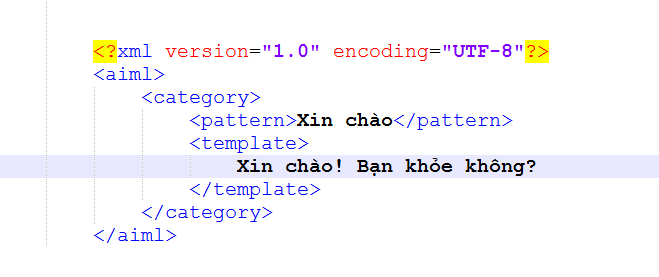 <?xml version="1.0" encoding="UTF-8"?>
<aiml>
<category>
<pattern>Xin chào</pattern>
<template>
Xin chào! Bạn khỏe không?
</template>
</category>
</aiml>